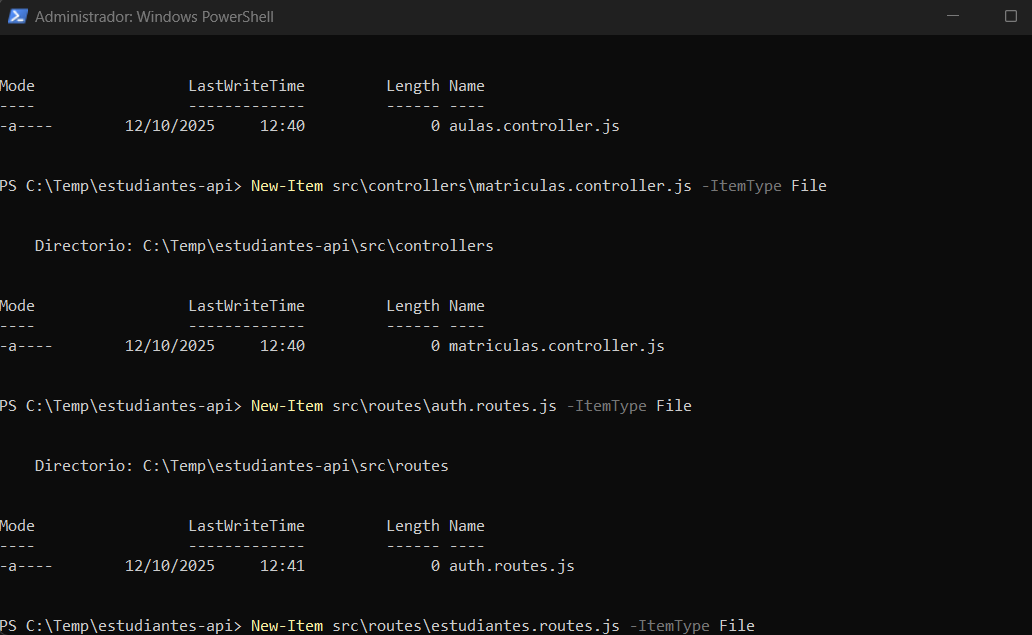 Administrador: Windows PowerShell
Mode                 LastWriteTime         Length Name
----                 -------------         ------ ----
-a----        12/10/2025     12:40              0 aulas.controller.js
PS C:\Temp\estudiantes-api> New-Item src\controllers\matriculas.controller.js -ItemType File
    Directorio: C:\Temp\estudiantes-api\src\controllers
Mode                 LastWriteTime         Length Name
----                 -------------         ------ ----
-a----        12/10/2025     12:40              0 matriculas.controller.js
PS C:\Temp\estudiantes-api> New-Item src\routes\auth.routes.js -ItemType File
    Directorio: C:\Temp\estudiantes-api\src\routes
Mode                 LastWriteTime         Length Name
----                 -------------         ------ ----
-a----        12/10/2025     12:41              0 auth.routes.js
PS C:\Temp\estudiantes-api> New-Item src\routes\estudiantes.routes.js -ItemType File